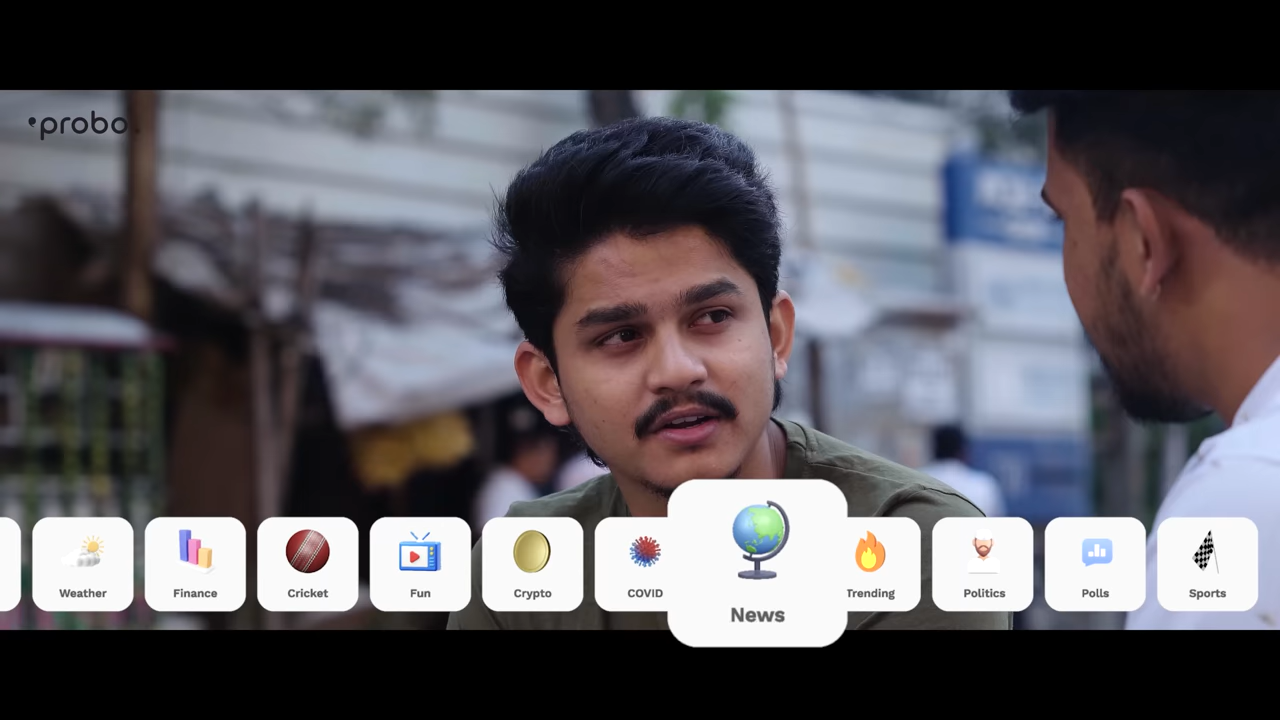 probo
Weather
Finance
Cricket
Fun
Crypto
COVID
News
Trending
Politics
Polls
Sports